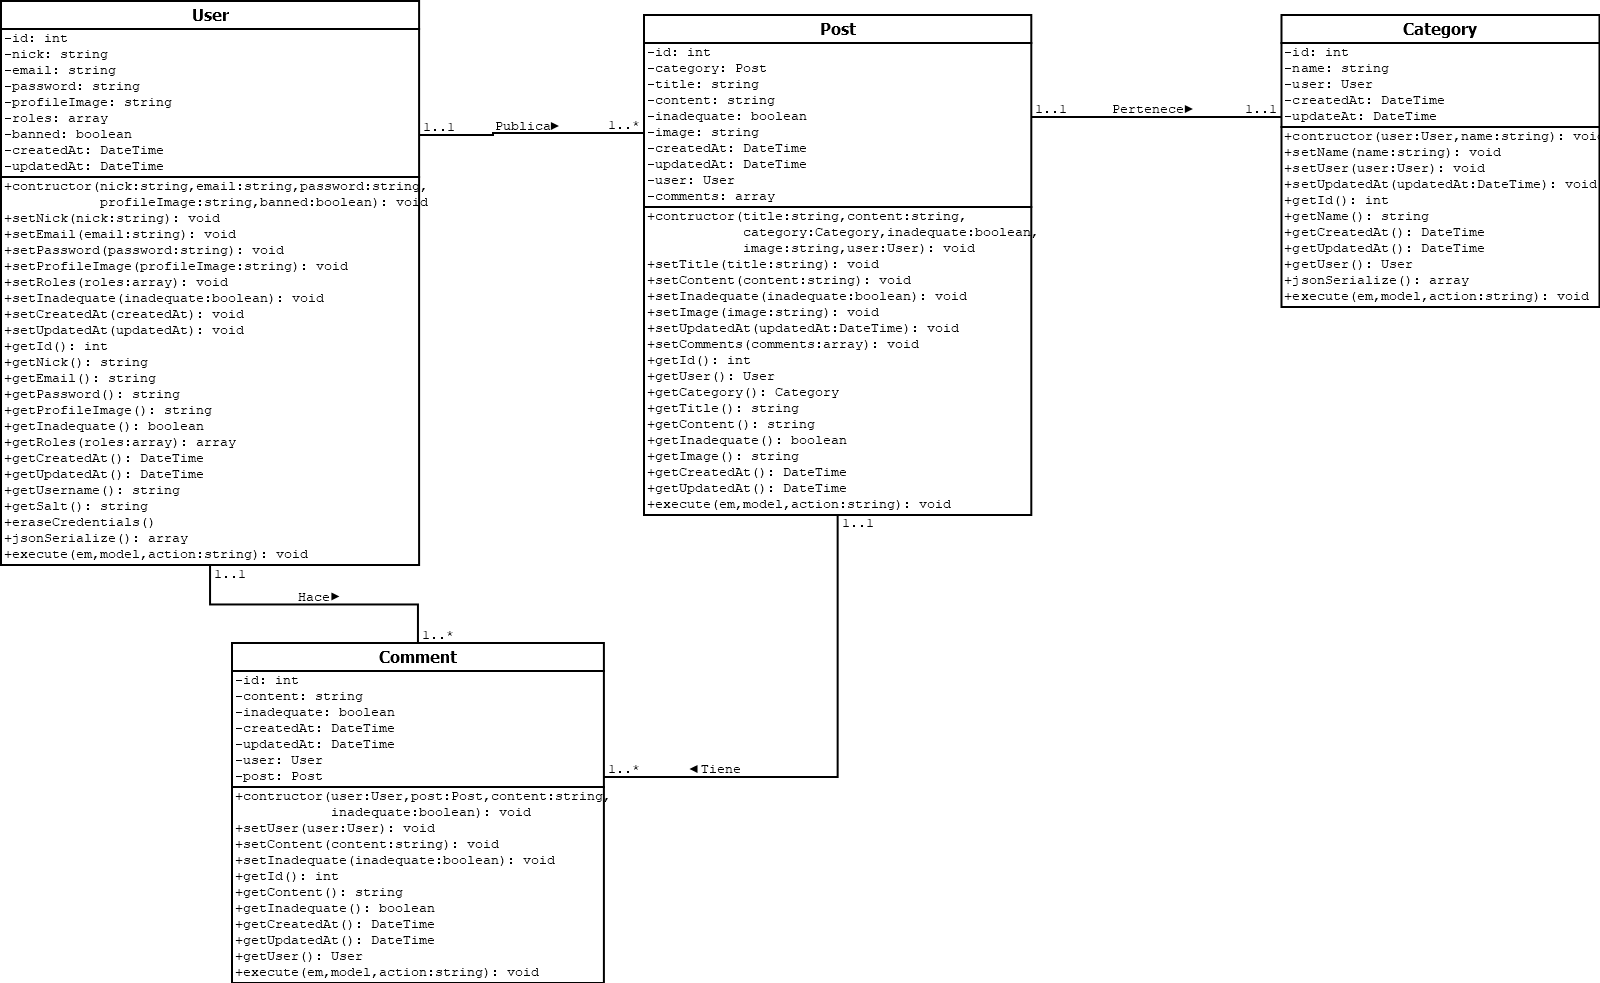 User
-id: int
-nick: string
-email: string
-password: string
-profileImage: string
-roles: array
-banned: boolean
-createdAt: DateTime
-updatedAt: DateTime
+contructor(nick:string,email:string,password:string,
profileImage:string,banned:boolean): void
+setNick(nick:string): void
+setEmail(email:string): void
+setPassword(password:string): void
+setProfileImage(profileImage:string): void
+setRoles(roles:array): void
+setInadequate(inadequate:boolean): void
+setCreatedAt(createdAt): void
+setUpdatedAt(updatedAt): void
+getId(): int
+getNick(): string
+getEmail(): string
+getPassword(): string
+getProfileImage(): string
+getInadequate(): boolean
+getRoles(roles:array): array
+getCreatedAt(): DateTime
+getUpdatedAt(): DateTime
+getUsername(): string
+getSalt(): string
+eraseCredentials()
+jsonSerialize(): array
+execute(em,model,action:string): void
1..1
Publica►
1..*
Post
-id: int
-category: Post
-title: string
-content: string
-inadequate: boolean
-image: string
-createdAt: DateTime
-updatedAt: DateTime
-user: User
-comments: array
+contructor(title:string,content:string,
category:Category,inadequate:boolean,
image:string,user:User): void
+setTitle(title:string): void
+setContent(content:string): void
+setInadequate(inadequate:boolean): void
+setImage(image:string): void
+setUpdatedAt(updatedAt:DateTime): void
+setComments(comments:array): void
+getId(): int
+getUser(): User
+getCategory(): Category
+getTitle(): string
+getContent(): string
+getInadequate(): boolean
+getImage(): string
+getCreatedAt(): DateTime
+getUpdatedAt(): DateTime
+execute(em,model,action:string): void
1..1
Pertenece►
1..1
Category
-id: int
-name: string
-user: User
-createdAt: DateTime
-updateAt: DateTime
+contructor(user:User,name:string): voi
+setName(name:string): void
+setUser(user:User): void
+setUpdatedAt(updatedAt:DateTime): void
+getId(): int
+getName(): string
+getCreatedAt(): DateTime
+getUpdatedAt(): DateTime
+getUser(): User
+jsonSerialize(): array
+execute(em,model,action:string): void
1..1
Hace►
1..*
1..1
◄Tiene
1..*
Comment
-id: int
-content: string
-inadequate: boolean
-createdAt: DateTime
-updatedAt: DateTime
-user: User
-post: Post
+contructor(user:User,post:Post,content:string,
inadequate:boolean): void
+setUser(user:User): void
+setContent(content:string): void
+setInadequate(inadequate:boolean): void
+getId(): int
+getContent(): string
+getInadequate(): boolean
+getCreatedAt(): DateTime
+getUpdatedAt(): DateTime
+getUser(): User
+execute(em,model,action:string): void